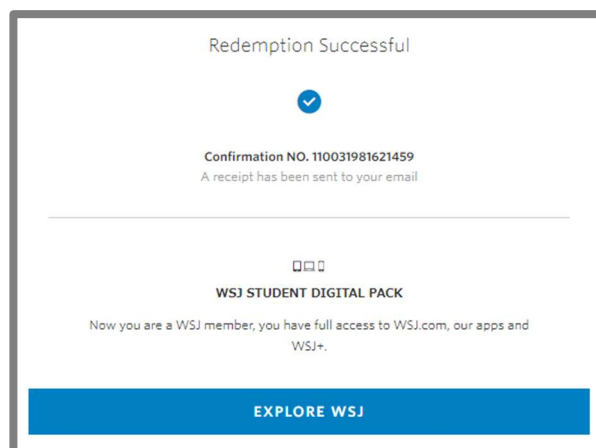 Redemption Successful
Confirmation NO. 110031981621459
A receipt has been sent to your email
WSJ STUDENT DIGITAL PACK
Now you are a WSJ member, you have full access to WSJ.com, our apps and
WSJ+.
EXPLORE WSJ